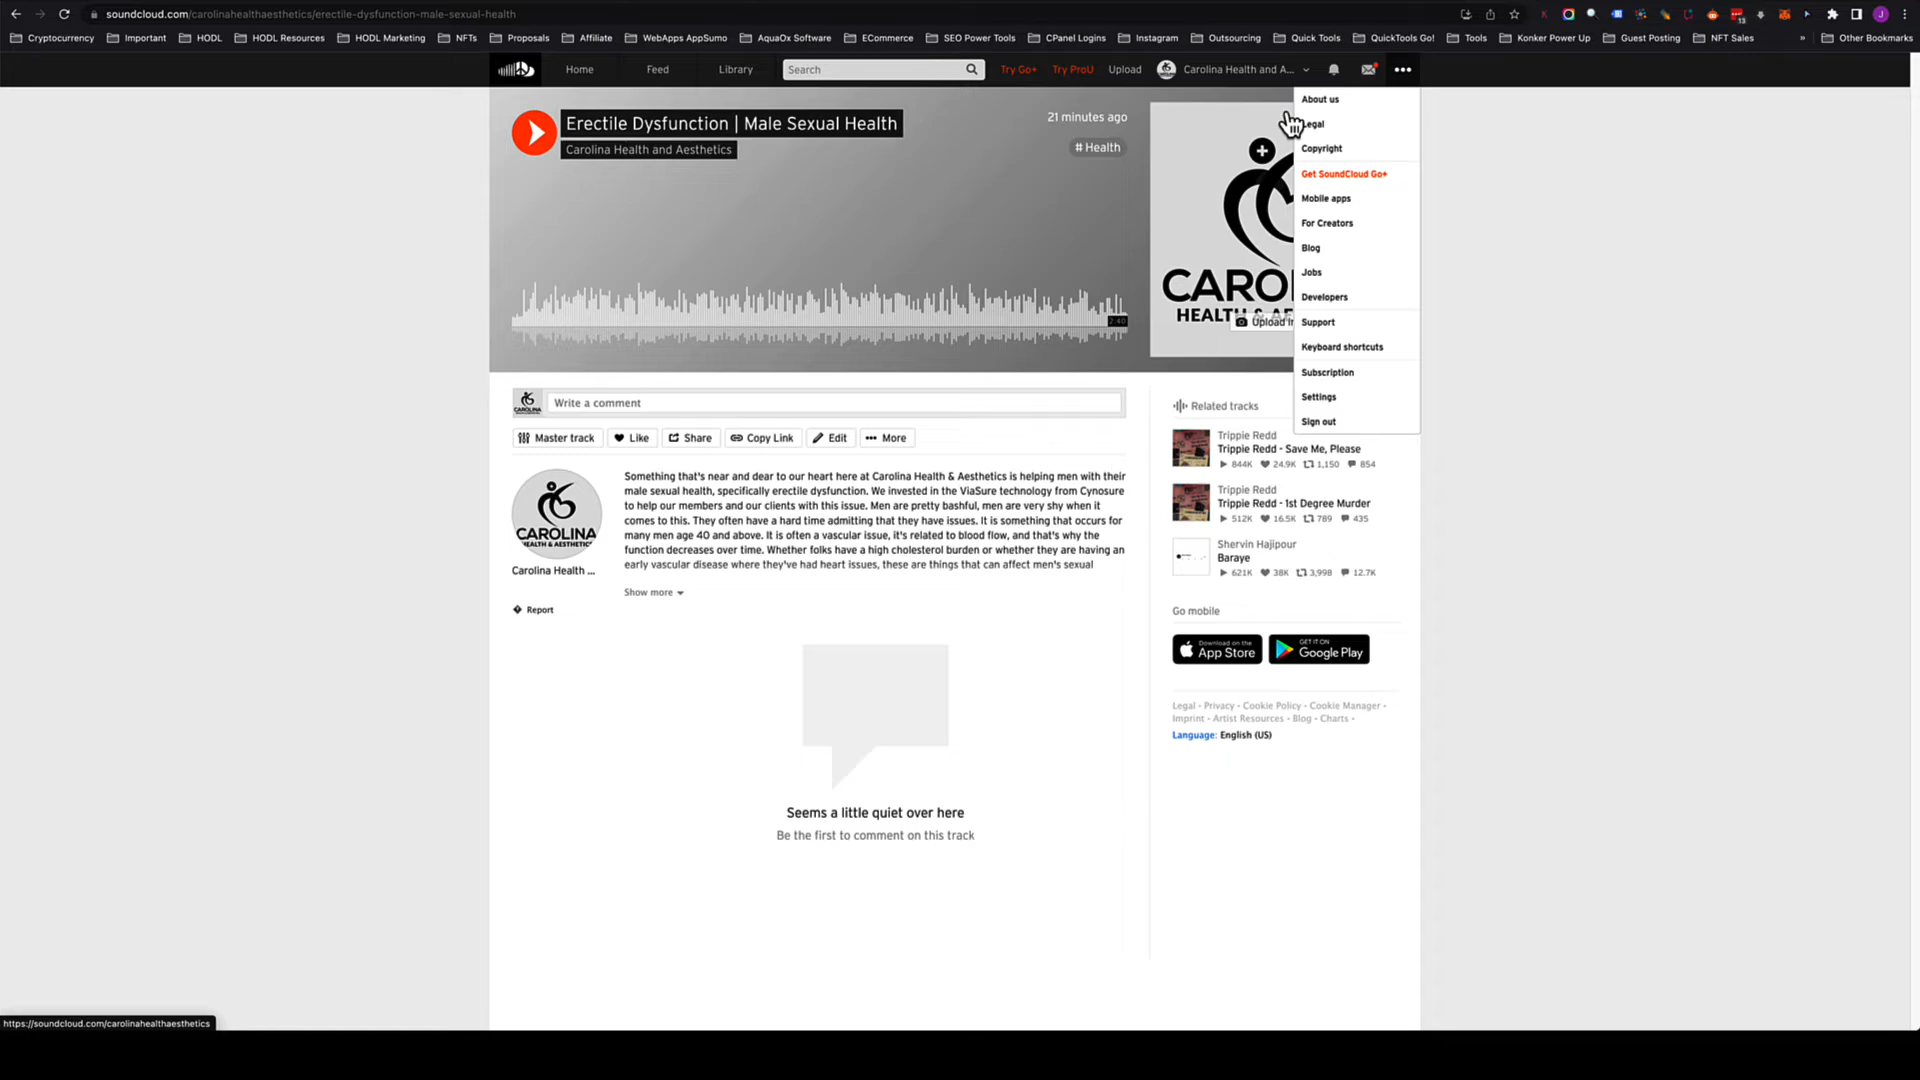 soundcloud.com/carolinahealthaesthetics/erectile-dysfunction-male-sexual-health
13
J
Cryptocurrency Important HODL HODL Resources HODL Marketing NFTs Proposals Affiliate WebApps AppSumo AquaOx Software ECommerce SEO Power Tools CPanel Logins Instagram Outsourcing Quick Tools QuickTools Go! Tools Konker Power Up Guest Posting NFT Sales » Other Bookmarks
Home Feed Library Search Try Go+ Try ProU Upload Carolina Health and A... •••
Erectile Dysfunction | Male Sexual Health
Carolina Health and Aesthetics
21 minutes ago
# Health
2:40
CARO
HEALTH & AE
Upload
About us
Legal
Copyright
Get SoundCloud Go+
Mobile apps
For Creators
Blog
Jobs
Developers
Support
Keyboard shortcuts
Subscription
Settings
Sign out
CAROLINA
Write a comment
Master track Like Share Copy Link Edit ••• More
CAROLINA
HEALTH & AESTHETIC
Carolina Health ...
Report
Something that's near and dear to our heart here at Carolina Health & Aesthetics is helping men with their
male sexual health, specifically erectile dysfunction. We invested in the ViaSure technology from Cynosure
to help our members and our clients with this issue. Men are pretty bashful, men are very shy when it
comes to this. They often have a hard time admitting that they have issues. It is something that occurs for
many men age 40 and above. It is often a vascular issue, it's related to blood flow, and that's why the
function decreases over time. Whether folks have a high cholesterol burden or whether they are having an
early vascular disease where they've had heart issues, these are things that can affect men's sexual
Show more
Seems a little quiet over here
Be the first to comment on this track
Related tracks
Trippie Redd
Trippie Redd - Save Me, Please
844K 24.9K 1,150 854
Trippie Redd
Trippie Redd - 1st Degree Murder
512K 16.5K 789 435
Shervin Hajipour
Baraye
621K 38K 3,998 12.7K
Go mobile
Download on the
App Store
GET IT ON
Google Play
Legal - Privacy - Cookie Policy - Cookie Manager -
Imprint - Artist Resources - Blog - Charts -
Language: English (US)
https://soundcloud.com/carolinahealthaesthetics